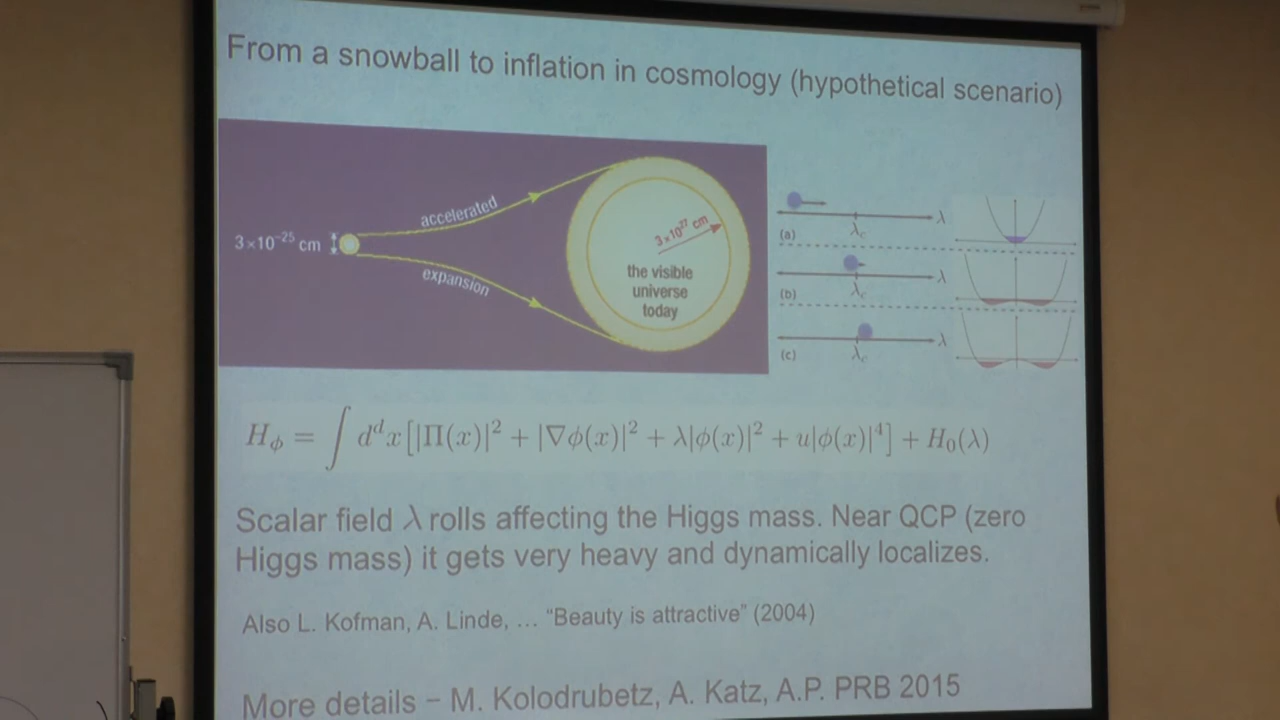 From a snowball to inflation in cosmology (hypothetical scenario)
3×10⁻²⁵ cm
accelerated
expansion
3×10²⁷ cm
the visible
universe
today
λ
(a)
λc
λ
(b)
λc
λ
(c)
λc
Hϕ = ∫ dᵈx[|Π(x)|² + |∇ϕ(x)|² + λ|ϕ(x)|² + u|ϕ(x)|⁴] + H₀(λ)
Scalar field λ rolls affecting the Higgs mass. Near QCP (zero
Higgs mass) it gets very heavy and dynamically localizes.
Also L. Kofman, A. Linde, … “Beauty is attractive” (2004)
More details – M. Kolodrubetz, A. Katz, A.P. PRB 2015